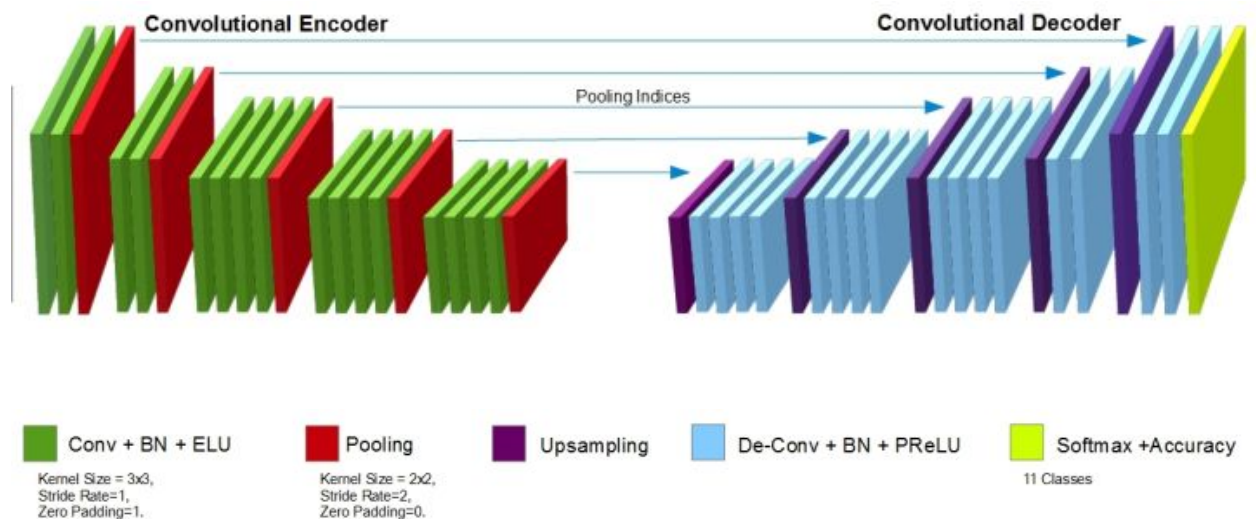 Convolutional Encoder
Convolutional Decoder
Pooling Indices
Conv + BN + ELU
Kernel Size = 3x3,
Stride Rate=1,
Zero Padding=1.
Pooling
Kernel Size = 2x2,
Stride Rate=2,
Zero Padding=0.
Upsampling
De-Conv + BN + PReLU
Softmax +Accuracy
11 Classes